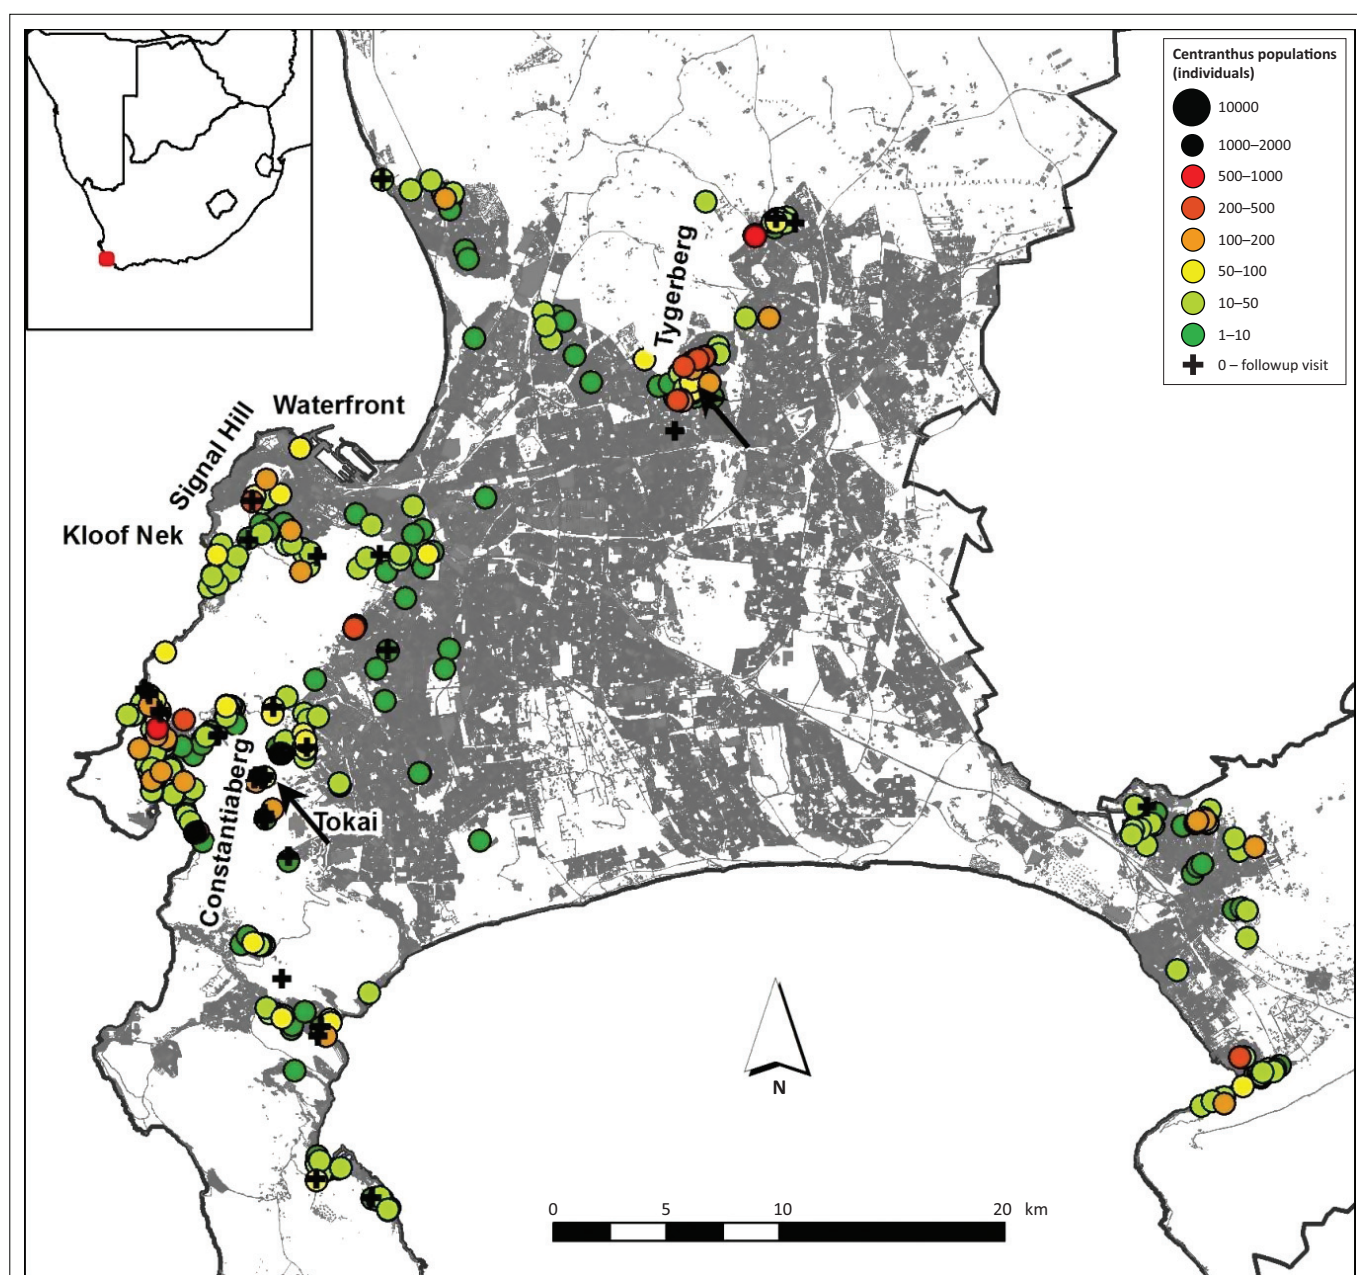 Centranthus populations
(individuals)
10000
1000–2000
500–1000
200–500
100–200
50–100
10–50
1–10
0 – followup visit
Tygerberg
Waterfront
Signal Hill
Kloof Nek
Constantiaberg
Tokai
N
0 5 10 20 km